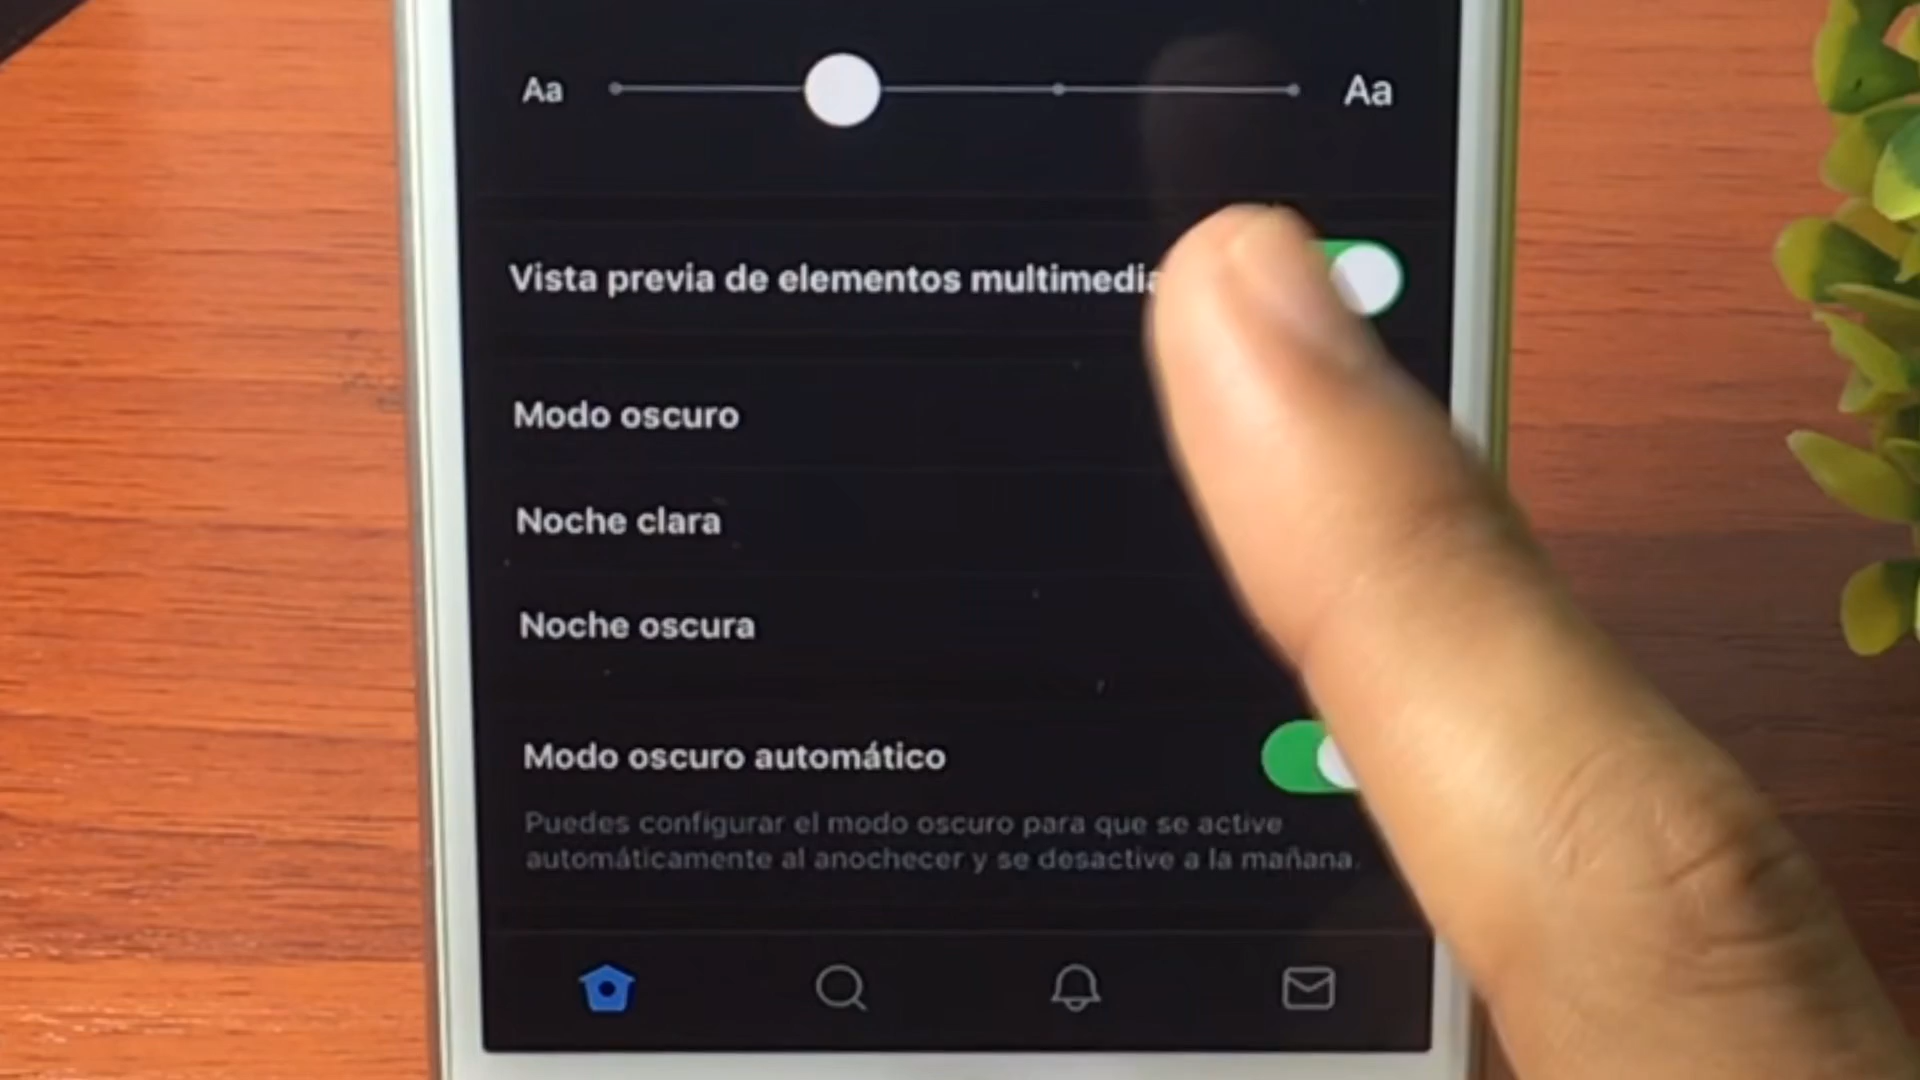 Aa Aa
Vista previa de elementos multimedia
Modo oscuro
Noche clara
Noche oscura
Modo oscuro automático
Puedes configurar el modo oscuro para que se active
automáticamente al anochecer y se desactive a la mañana.